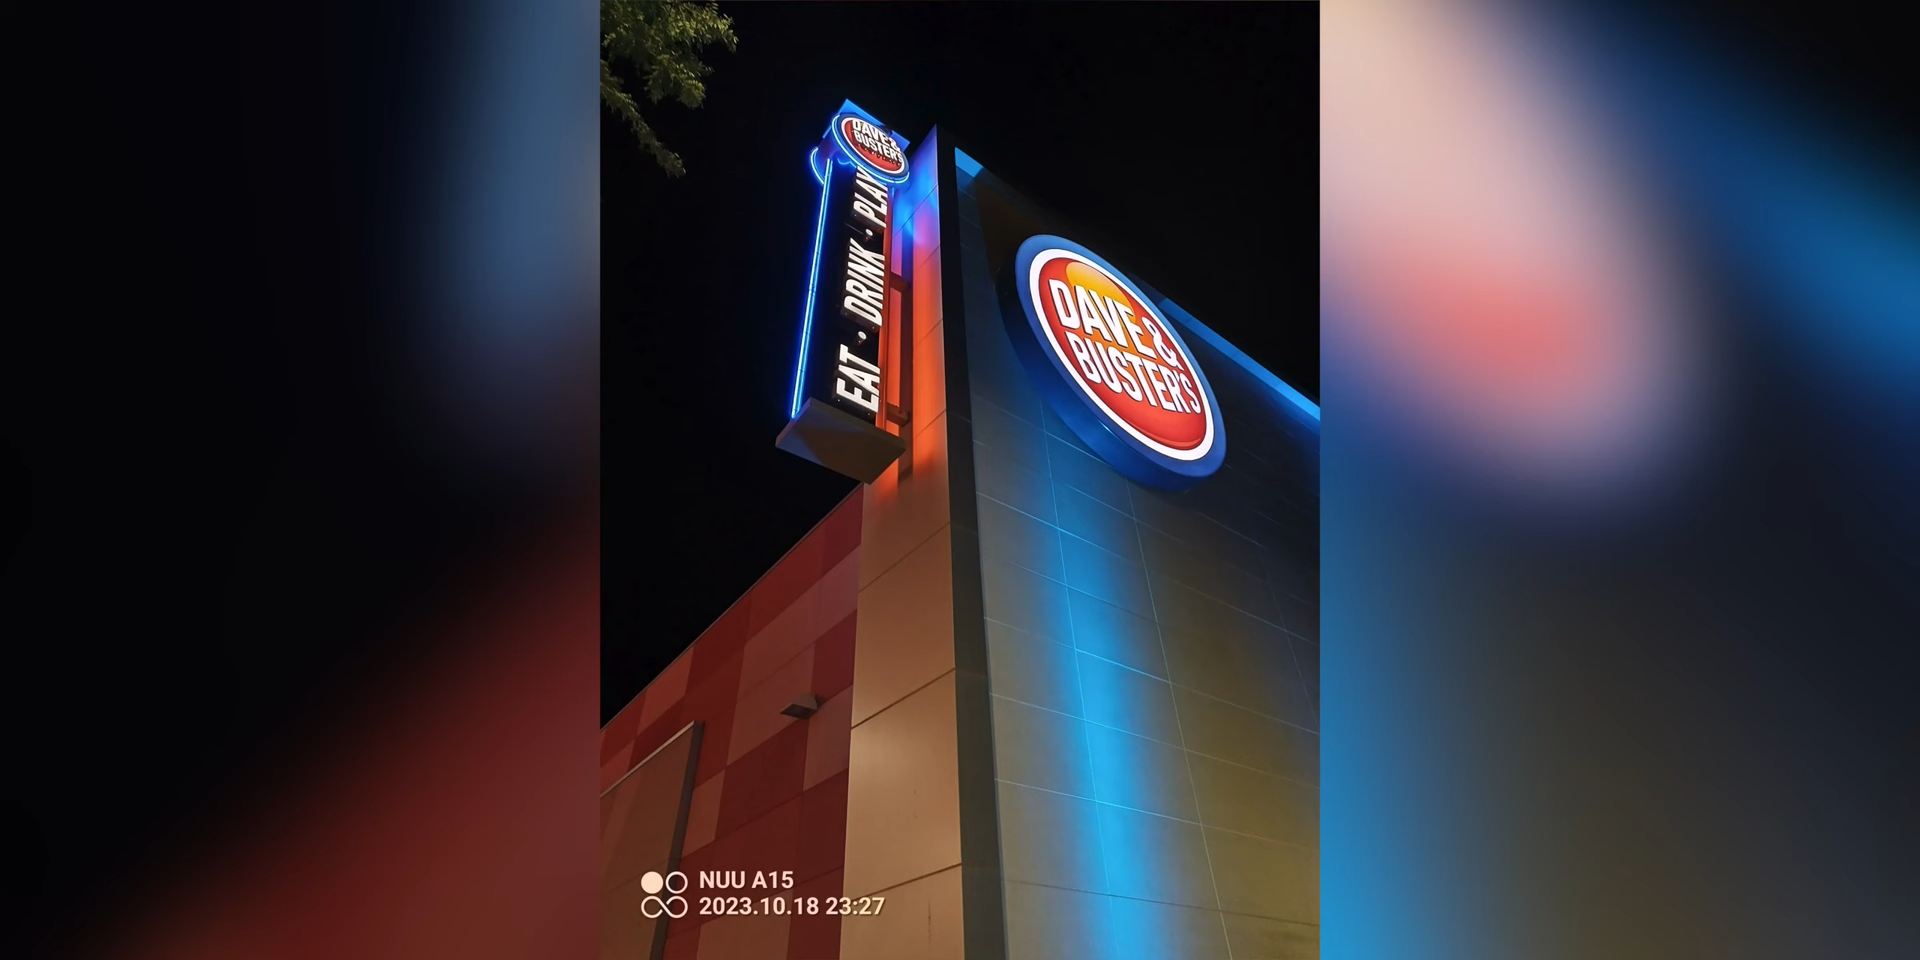 DAVE &
BUSTER'S
EAT · DRINK · PLAY
DAVE &
BUSTER'S
NUU A15
2023.10.18 23:27